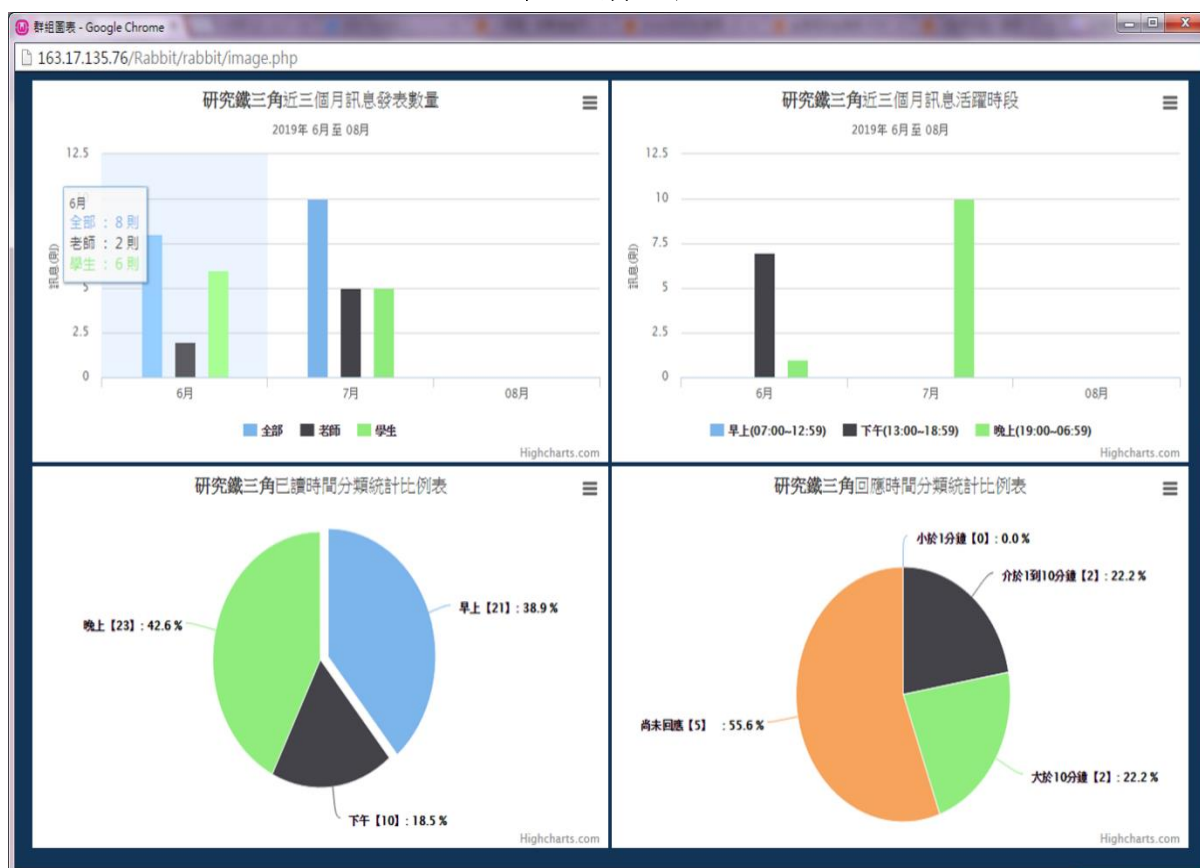 群組圖表 - Google Chrome
163.17.135.76/Rabbit/rabbit/image.php
研究鐵三角近三個月訊息發表數量
2019年 6月 至 08月
12.5
6月
全部 : 8 則
老師 : 2 則
學生 : 6 則
訊息(則)
5
2.5
0
6月
7月
08月
全部
老師
學生
Highcharts.com
研究鐵三角近三個月訊息活躍時段
2019年 6月 至 08月
12.5
10
7.5
訊息(則)
5
2.5
0
6月
7月
08月
早上(07:00~12:59)
下午(13:00~18:59)
晚上(19:00~06:59)
Highcharts.com
研究鐵三角已讀時間分類統計比例表
早上【21】: 38.9 %
晚上【23】: 42.6 %
下午【10】: 18.5 %
Highcharts.com
研究鐵三角回應時間分類統計比例表
小於1分鐘【0】: 0.0 %
介於1到10分鐘【2】: 22.2 %
尚未回應【5】 : 55.6 %
大於10分鐘【2】: 22.2 %
Highcharts.com